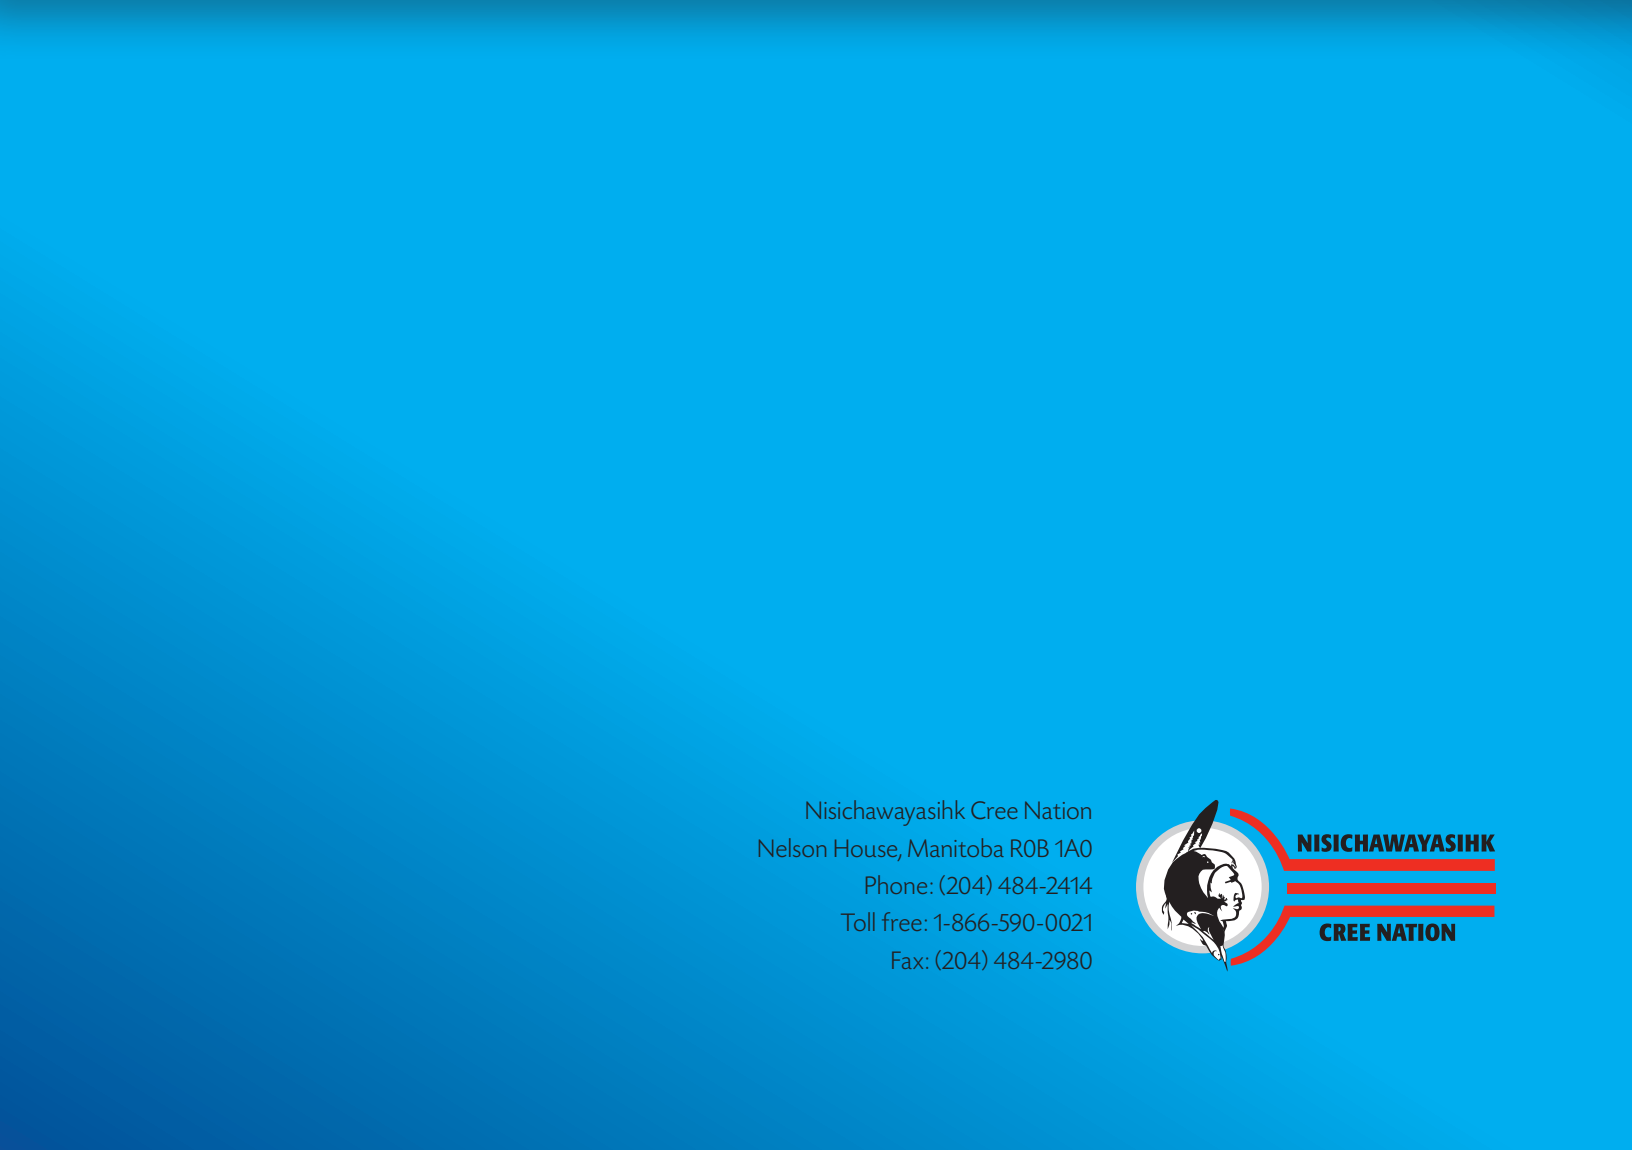 Nisichawayasihk Cree Nation
Nelson House, Manitoba R0B 1A0
Phone: (204) 484-2414
Toll free: 1-866-590-0021
Fax: (204) 484-2980
NISICHAWAYASIHK
CREE NATION